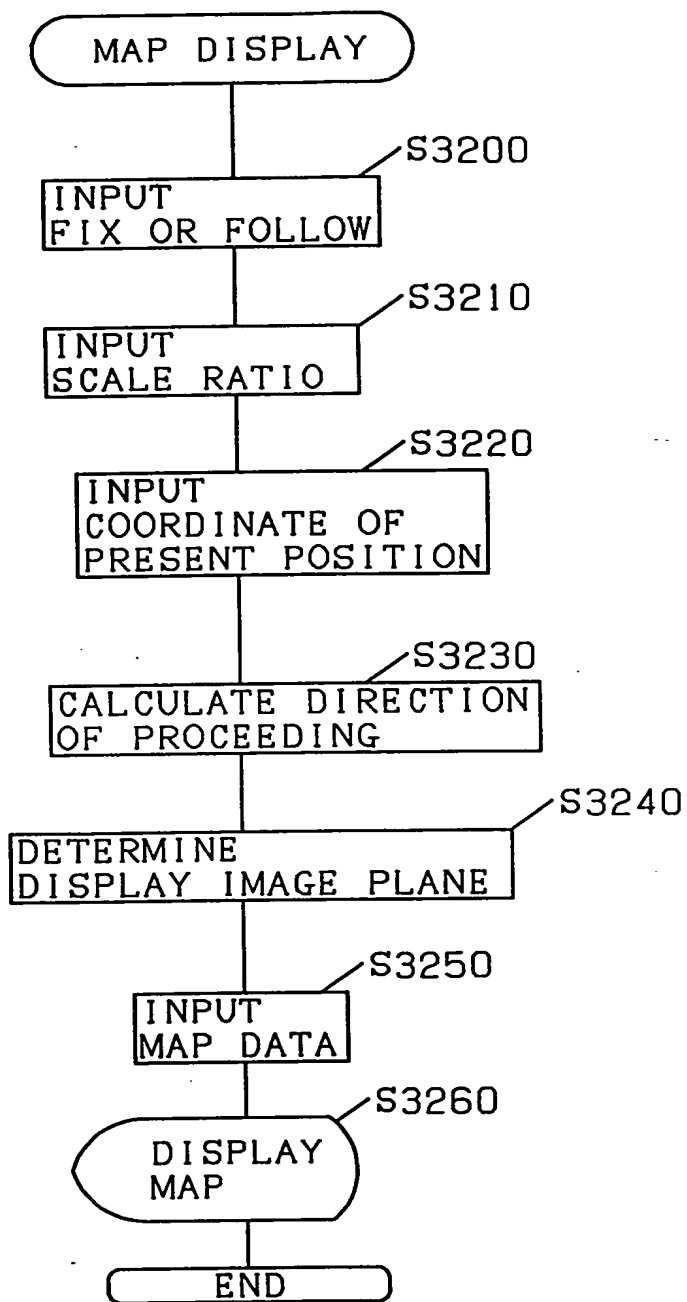 MAP DISPLAY
S3200
INPUT
FIX OR FOLLOW
S3210
INPUT
SCALE RATIO
S3220
INPUT
COORDINATE OF
PRESENT POSITION
S3230
CALCULATE DIRECTION
OF PROCEEDING
S3240
DETERMINE
DISPLAY IMAGE PLANE
S3250
INPUT
MAP DATA
S3260
DISPLAY
MAP
END